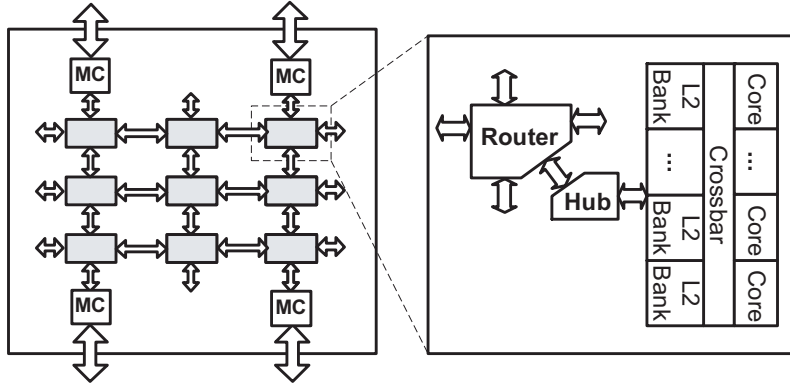 MC
MC
MC
MC
Router
Hub
L2
Bank
...
L2
Bank
L2
Bank
Crossbar
Core
...
Core
Core